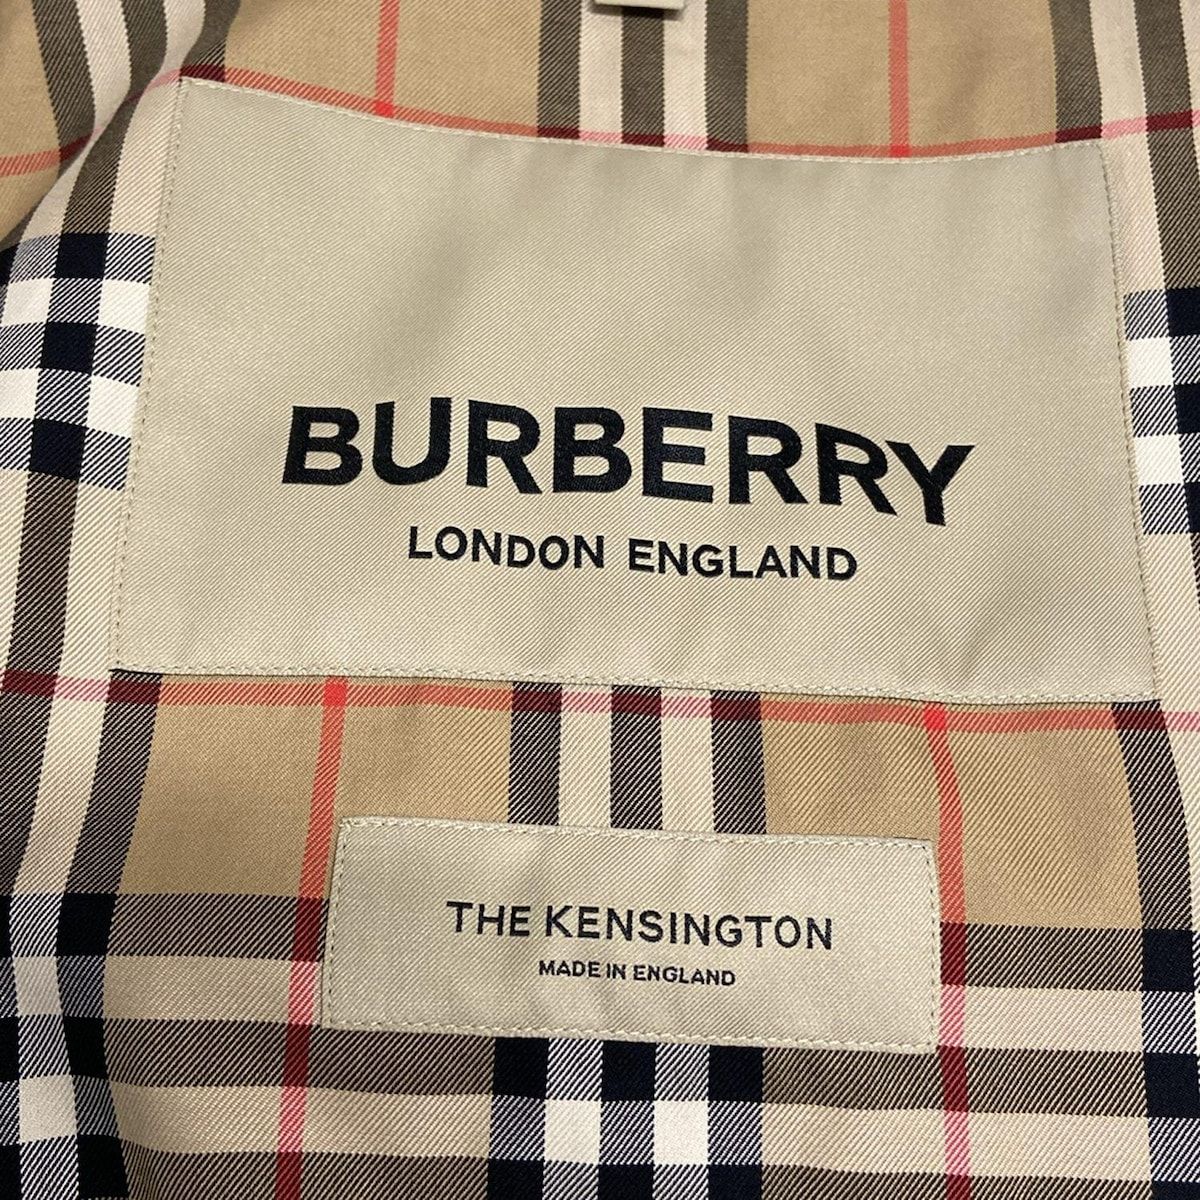 BURBERRY
LONDON ENGLAND
THE KENSINGTON
MADE IN ENGLAND